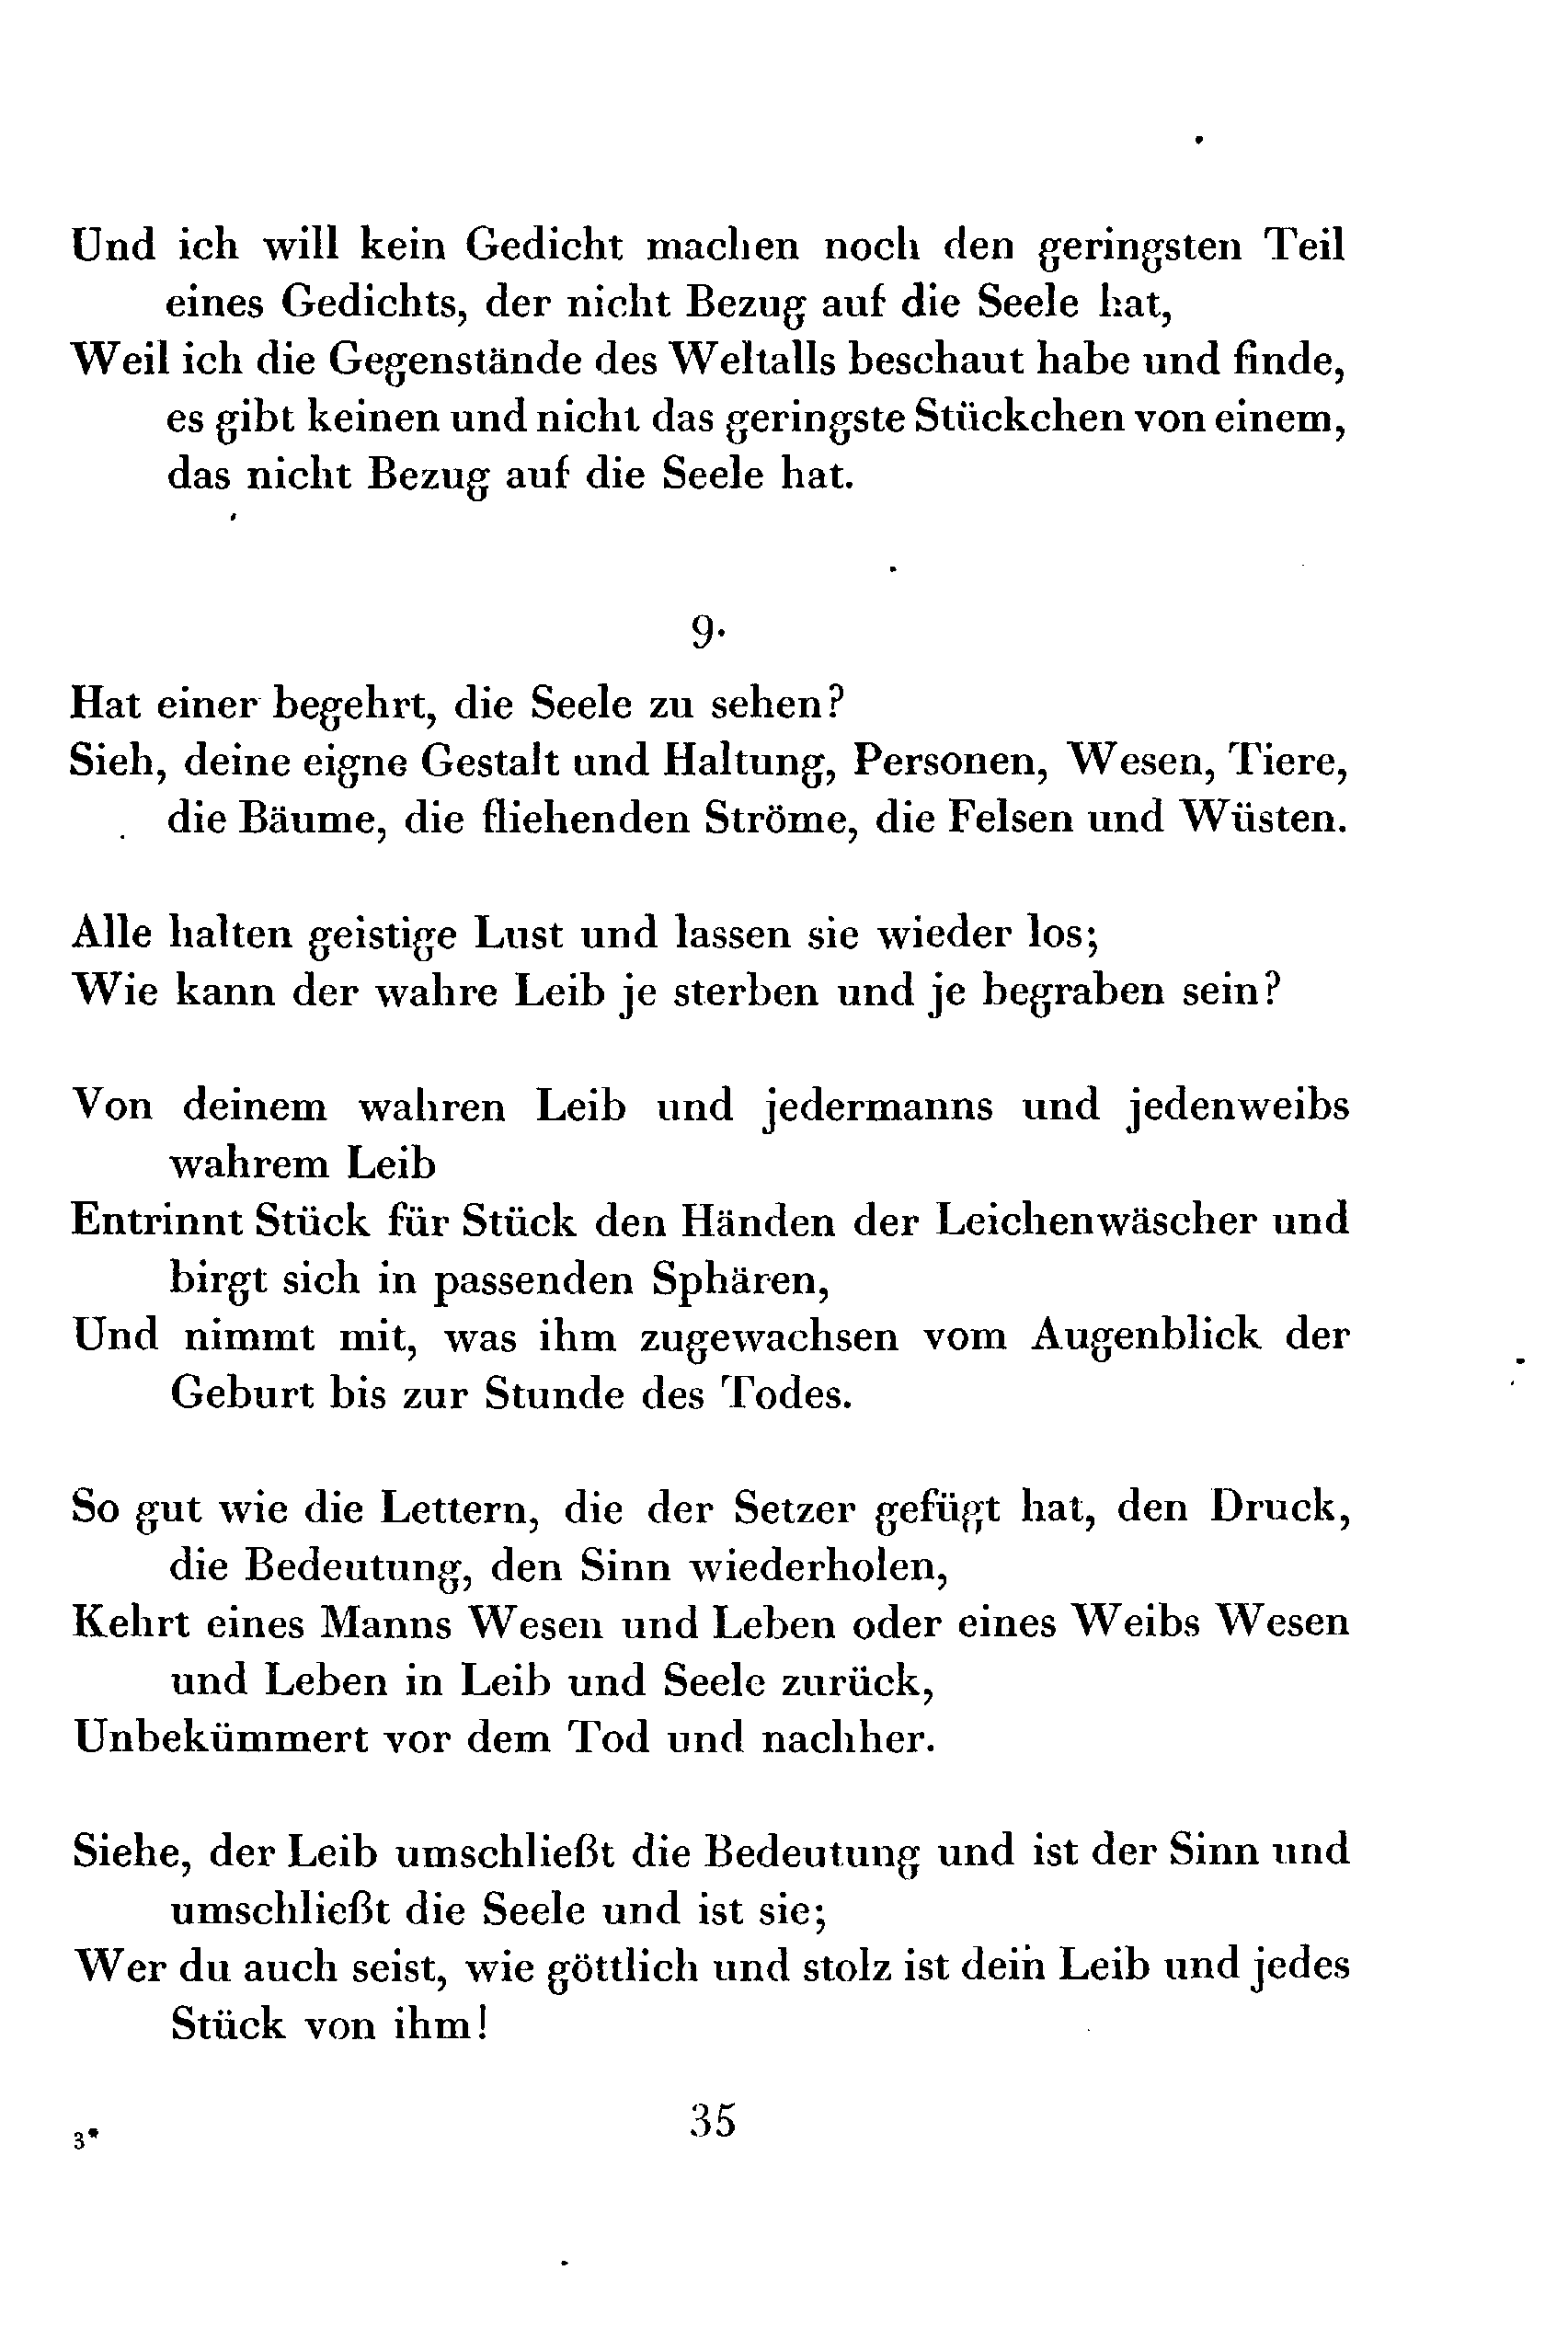 Und ich will kein Gedicht machen noch den geringsten Teil
eines Gedichts, der nicht Bezug auf die Seele hat,
Weil ich die Gegenstände des Weltalls beschaut habe und finde,
es gibt keinen und nicht das geringste Stückchen von einem,
das nicht Bezug auf die Seele hat.
9.
Hat einer begehrt, die Seele zu sehen?
Sieh, deine eigne Gestalt und Haltung, Personen, Wesen, Tiere,
die Bäume, die fliehenden Ströme, die Felsen und Wüsten.
Alle halten geistige Lust und lassen sie wieder los;
Wie kann der wahre Leib je sterben und je begraben sein?
Von deinem wahren Leib und jedermanns und jedenweibs
wahrem Leib
Entrinnt Stück für Stück den Händen der Leichenwäscher und
birgt sich in passenden Sphären,
Und nimmt mit, was ihm zugewachsen vom Augenblick der
Geburt bis zur Stunde des Todes.
So gut wie die Lettern, die der Setzer gefügt hat, den Druck,
die Bedeutung, den Sinn wiederholen,
Kehrt eines Manns Wesen und Leben oder eines Weibs Wesen
und Leben in Leib und Seele zurück,
Unbekümmert vor dem Tod und nachher.
Siehe, der Leib umschließt die Bedeutung und ist der Sinn und
umschließt die Seele und ist sie;
Wer du auch seist, wie göttlich und stolz ist dein Leib und jedes
Stück von ihm!
35
3*